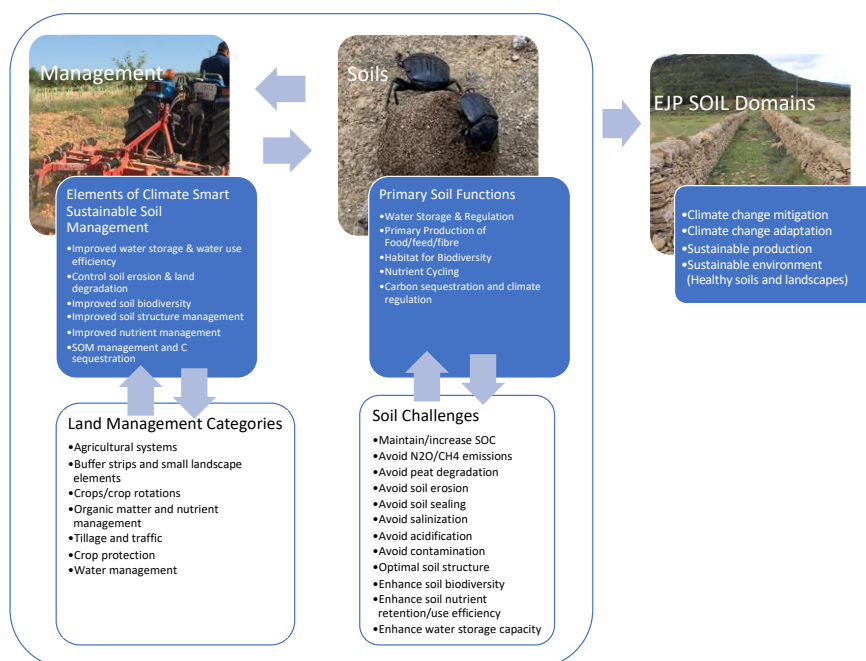 Management
Elements of Climate Smart
Sustainable Soil
Management
•Improved water storage & water use
efficiency
•Control soil erosion & land
degradation
•Improved soil biodiversity
•Improved soil structure management
•Improved nutrient management
•SOM management and C
sequestration
Land Management Categories
•Agricultural systems
•Buffer strips and small landscape
elements
•Crops/crop rotations
•Organic matter and nutrient
management
•Tillage and traffic
•Crop protection
•Water management
Soils
Primary Soil Functions
•Water Storage & Regulation
•Primary Production of
Food/feed/fibre
•Habitat for Biodiversity
•Nutrient Cycling
•Carbon sequestration and climate
regulation
Soil Challenges
•Maintain/increase SOC
•Avoid N2O/CH4 emissions
•Avoid peat degradation
•Avoid soil erosion
•Avoid soil sealing
•Avoid salinization
•Avoid acidification
•Avoid contamination
•Optimal soil structure
•Enhance soil biodiversity
•Enhance soil nutrient
retention/use efficiency
•Enhance water storage capacity
EJP SOIL Domains
•Climate change mitigation
•Climate change adaptation
•Sustainable production
•Sustainable environment
(Healthy soils and landscapes)